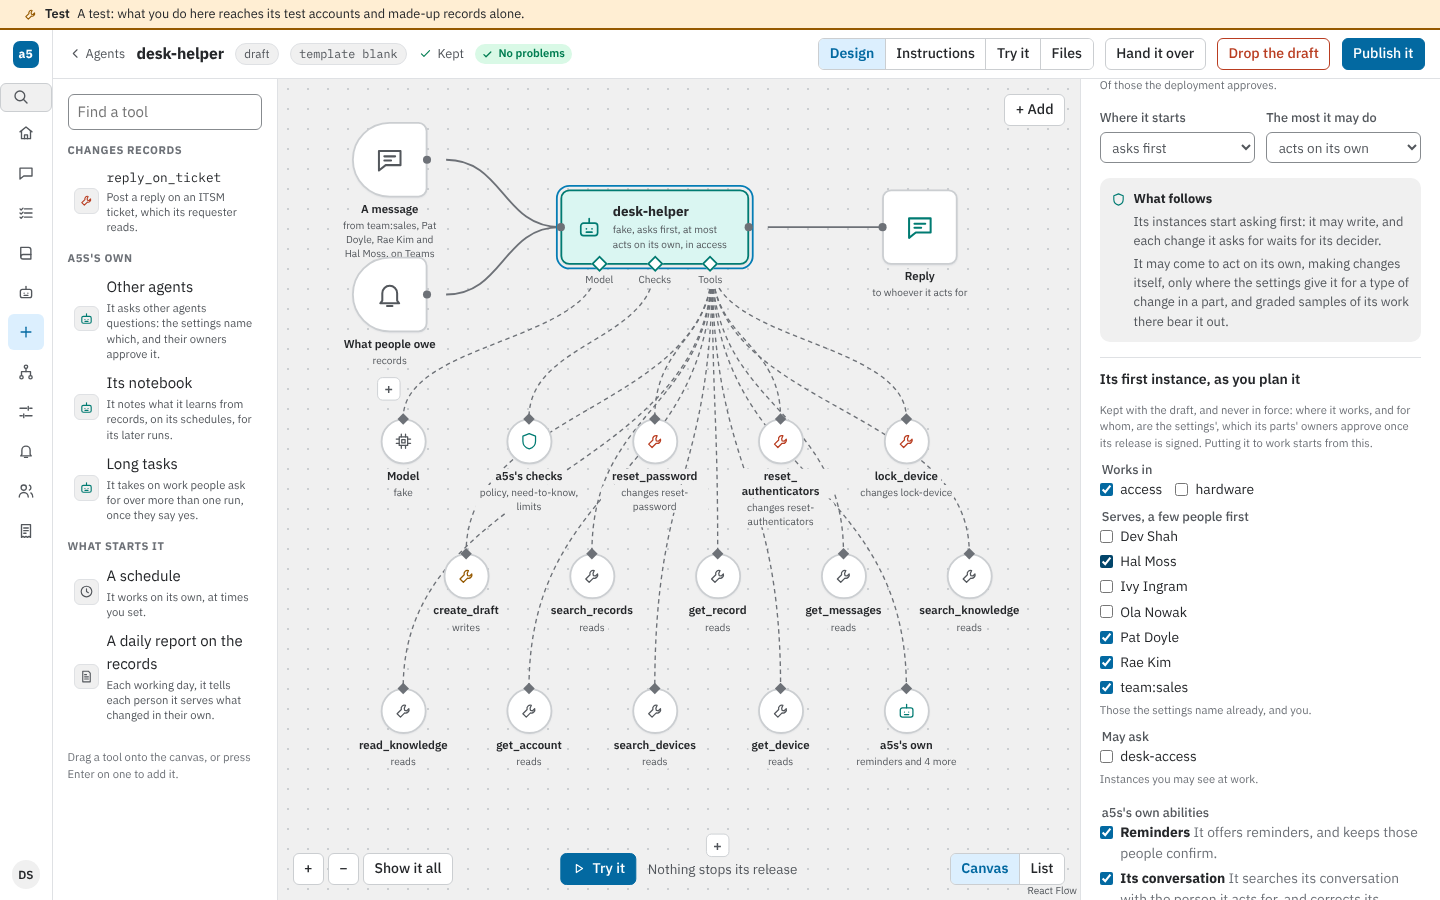 Test A test: what you do here reaches its test accounts and made-up records alone.
a5
Agents
desk-helper
draft
template blank
Kept
No problems
Design
Instructions
Try it
Files
Hand it over
Drop the draft
Publish it
Find a tool
CHANGES RECORDS
reply_on_ticket
Post a reply on an ITSM
ticket, which its requester
reads.
A5S'S OWN
Other agents
It asks other agents
questions: the settings name
which, and their owners
approve it.
Its notebook
It notes what it learns from
records, on its schedules, for
its later runs.
Long tasks
It takes on work people ask
for over more than one run,
once they say yes.
WHAT STARTS IT
A schedule
It works on its own, at times
you set.
A daily report on the
records
Each working day, it tells
each person it serves what
changed in their own.
Drag a tool onto the canvas, or press
Enter on one to add it.
DS
+ Add
A message
from team:sales, Pat
Doyle, Rae Kim and
Hal Moss, on Teams
What people owe
records
+
desk-helper
fake, asks first, at most
acts on its own, in access
Model
Checks
Tools
Reply
to whoever it acts for
Model
fake
a5s's checks
policy, need-to-know,
limits
reset_password
changes reset-
password
reset_
authenticators
changes reset-
authenticators
lock_device
changes lock-device
create_draft
writes
search_records
reads
get_record
reads
get_messages
reads
search_knowledge
reads
read_knowledge
reads
get_account
reads
search_devices
reads
get_device
reads
a5s's own
reminders and 4 more
+
+
−
Show it all
Try it
Nothing stops its release
Canvas
List
React Flow
Of those the deployment approves.
Where it starts
The most it may do
asks first
acts on its own
What follows
Its instances start asking first: it may write, and
each change it asks for waits for its decider.
It may come to act on its own, making changes
itself, only where the settings give it for a type of
change in a part, and graded samples of its work
there bear it out.
Its first instance, as you plan it
Kept with the draft, and never in force: where it works, and for
whom, are the settings', which its parts' owners approve once
its release is signed. Putting it to work starts from this.
Works in
access
hardware
Serves, a few people first
Dev Shah
Hal Moss
Ivy Ingram
Ola Nowak
Pat Doyle
Rae Kim
team:sales
Those the settings name already, and you.
May ask
desk-access
Instances you may see at work.
a5s's own abilities
Reminders It offers reminders, and keeps those
people confirm.
Its conversation It searches its conversation
with the person it acts for, and corrects its